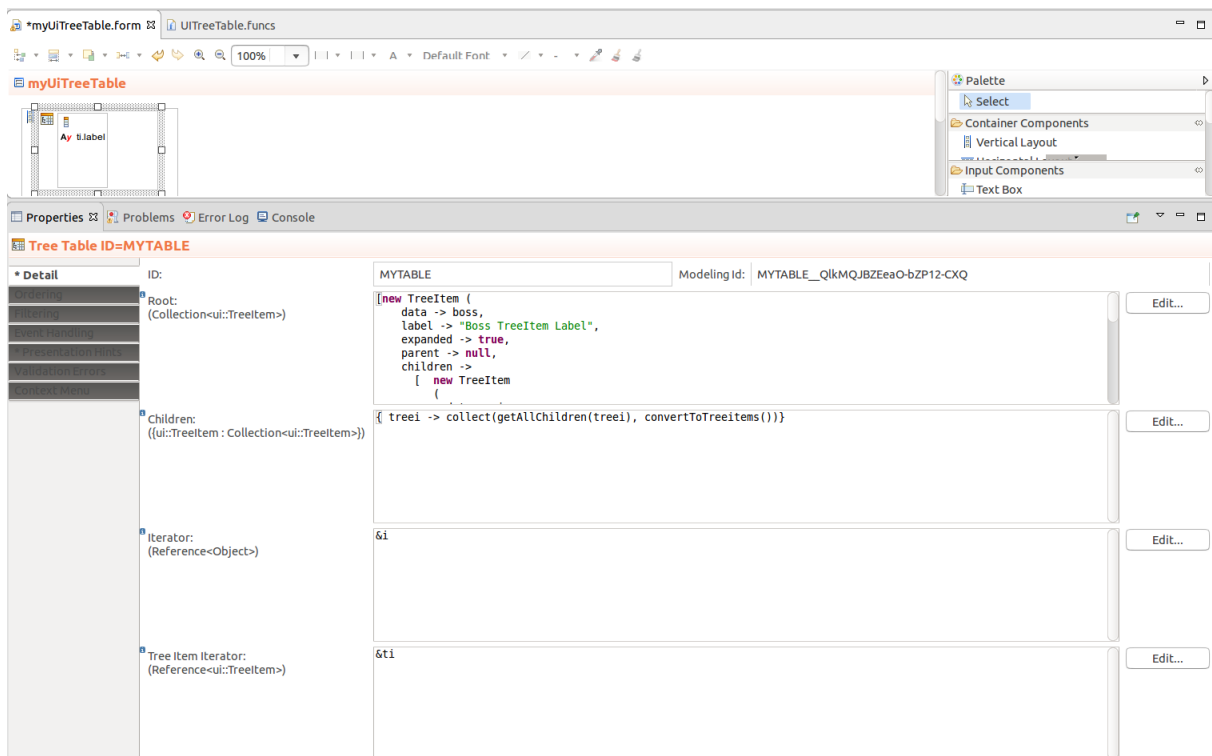 *myUiTreeTable.form UITreeTable.funcs
100% A Default Font
myUiTreeTable
Palette
Select
Container Components
Vertical Layout
Input Components
Text Box
Ay ti.label
Properties Problems Error Log Console
Tree Table ID=MYTABLE
* Detail
Ordering
Filtering
Event Handling
* Presentation Hints
Validation Errors
Context Menu
ID: MYTABLE Modeling Id: MYTABLE__QlkMQJBZEeaO-bZP12-CXQ
Root:
(Collection<ui::TreeItem>)
[new TreeItem (
data -> boss,
label -> "Boss TreeItem Label",
expanded -> true,
parent -> null,
children ->
[ new TreeItem
(
Edit...
Children:
({ui::TreeItem : Collection<ui::TreeItem>})
{ treei -> collect(getAllChildren(treei), convertToTreeitems())}
Edit...
Iterator:
(Reference<Object>)
&i
Edit...
Tree Item Iterator:
(Reference<ui::TreeItem>)
&ti
Edit...